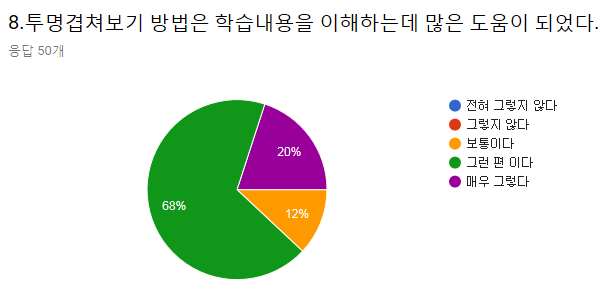 8.투명겹쳐보기 방법은 학습내용을 이해하는데 많은 도움이 되었다.
응답 50개
전혀 그렇지 않다
그렇지 않다
보통이다
그런 편 이다
매우 그렇다
20%
68%
12%